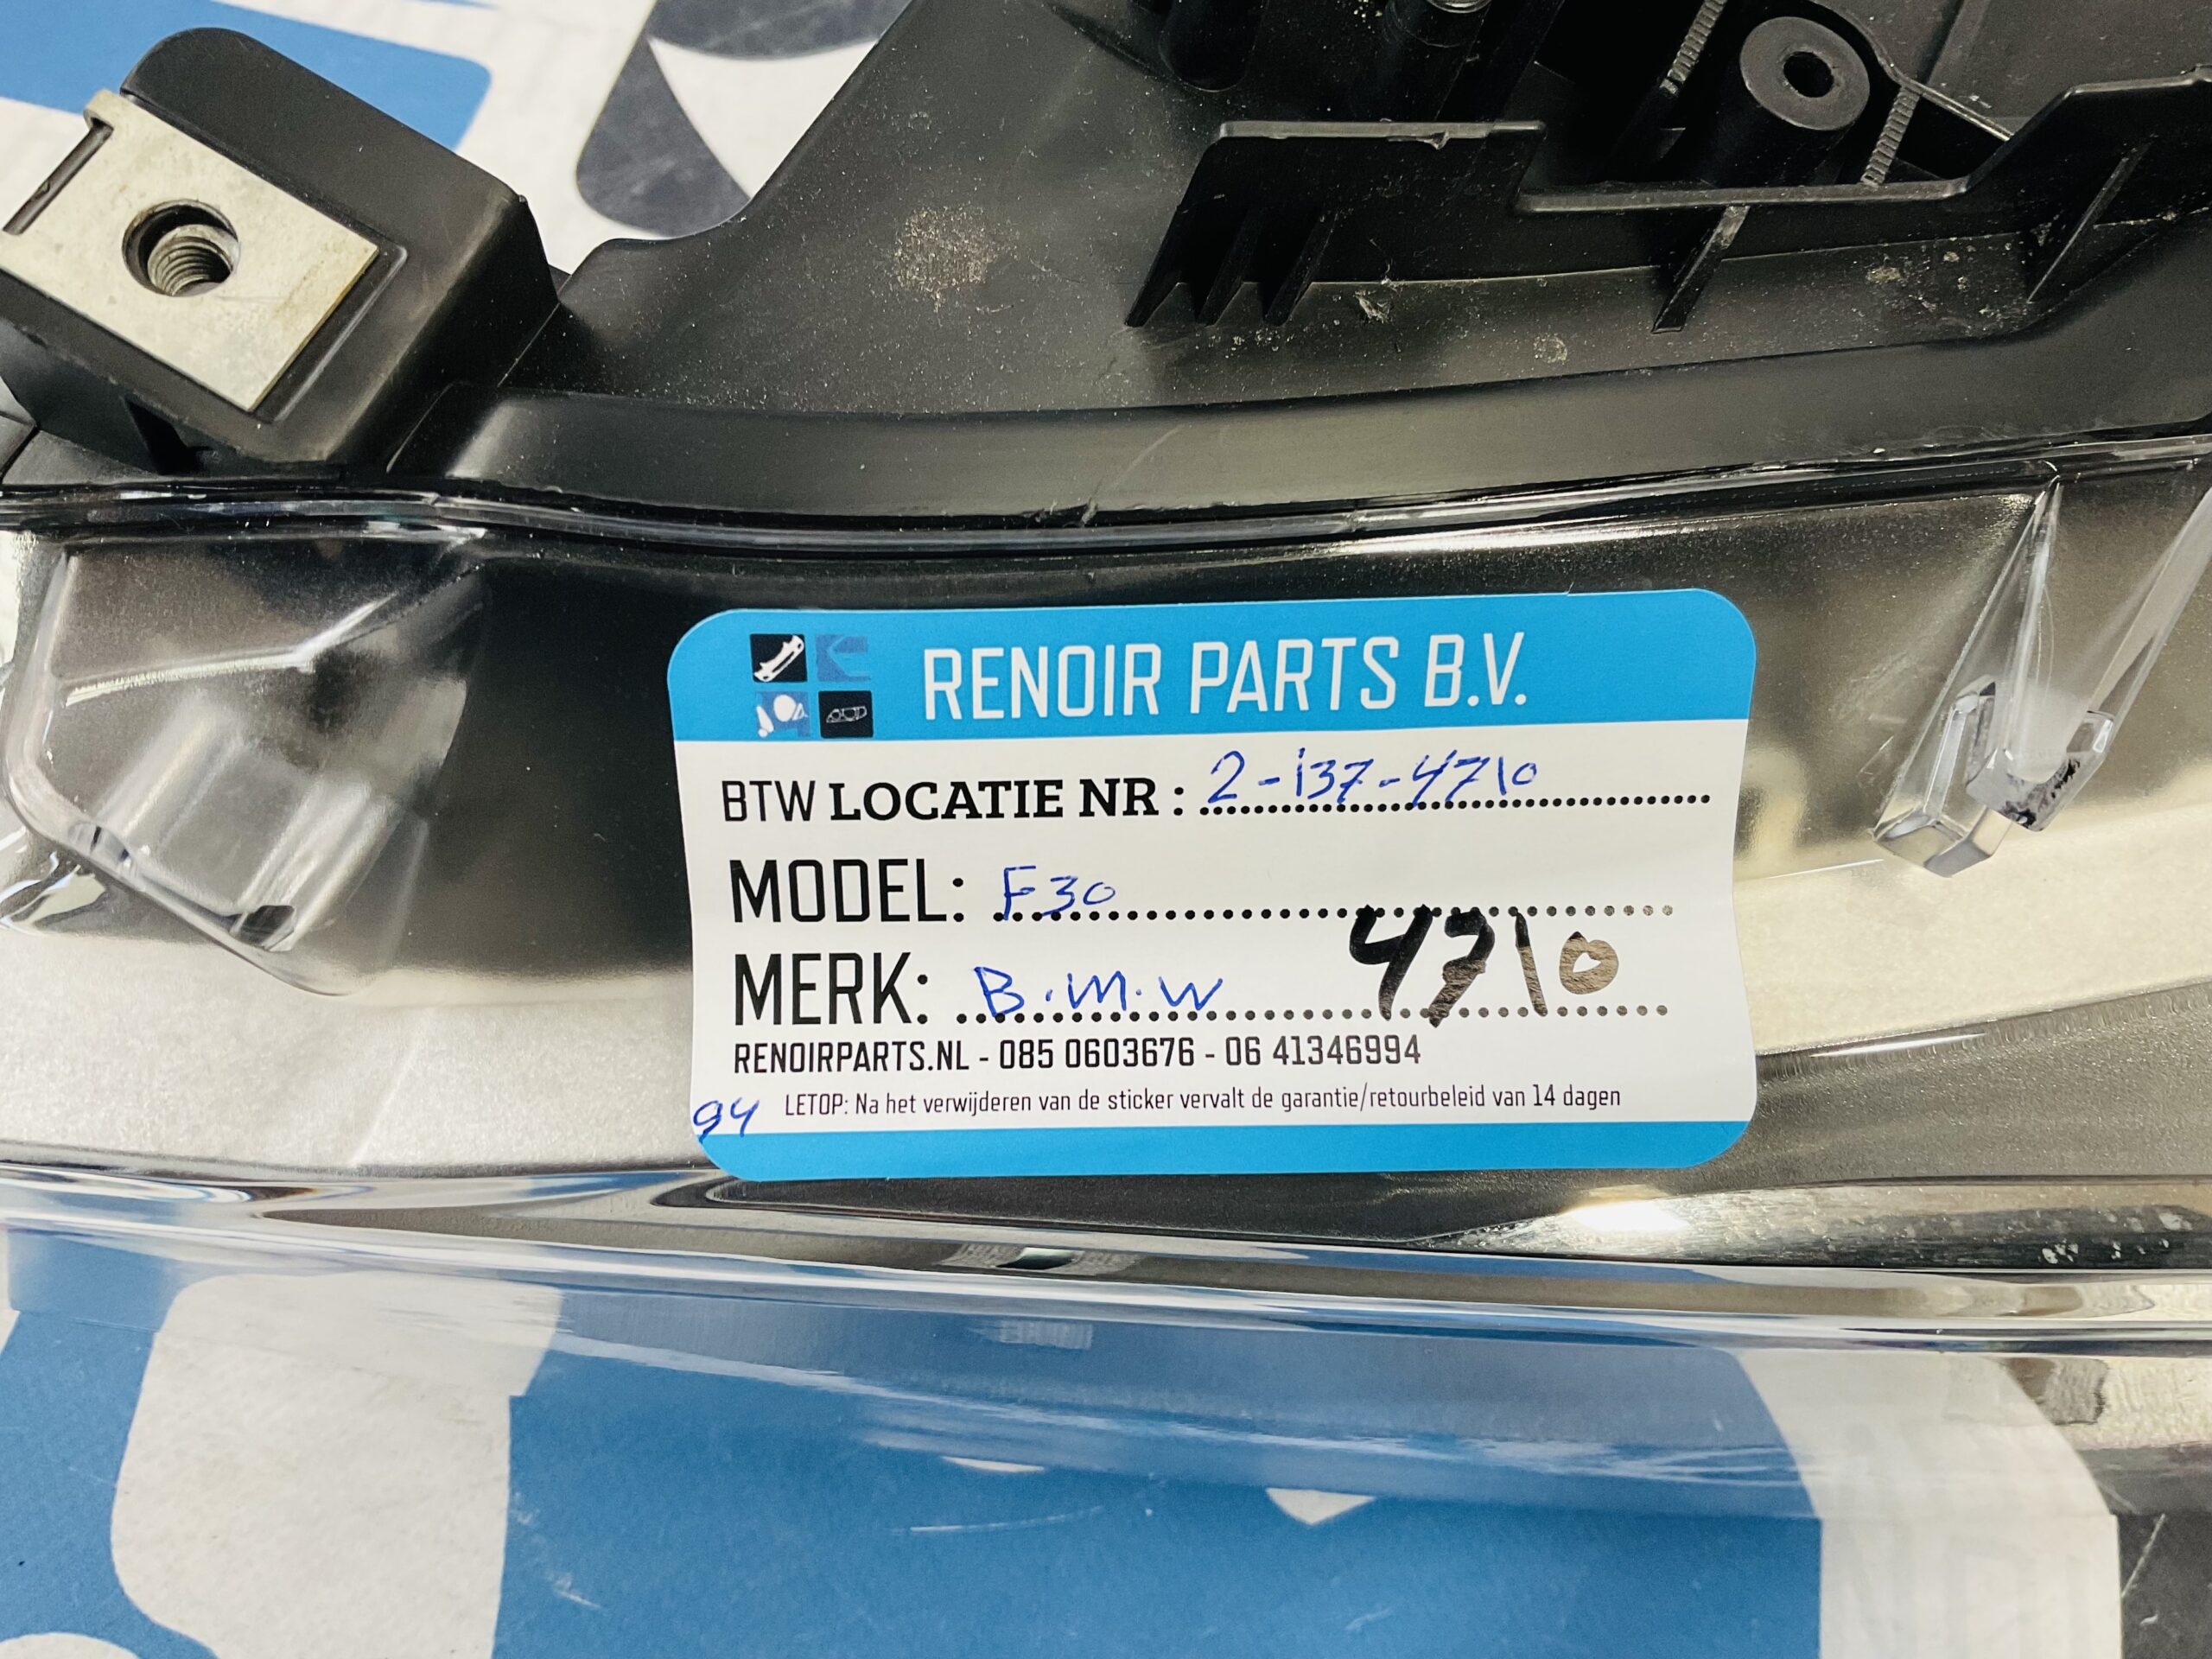 RENOIR PARTS B.V.
BTW LOCATIE NR : 2-137-4710
MODEL: F30
MERK: B.M.W 4710
RENOIRPARTS.NL - 085 0603676 - 06 41346994
94 LETOP: Na het verwijderen van de sticker vervalt de garantie/retourbeleid van 14 dagen